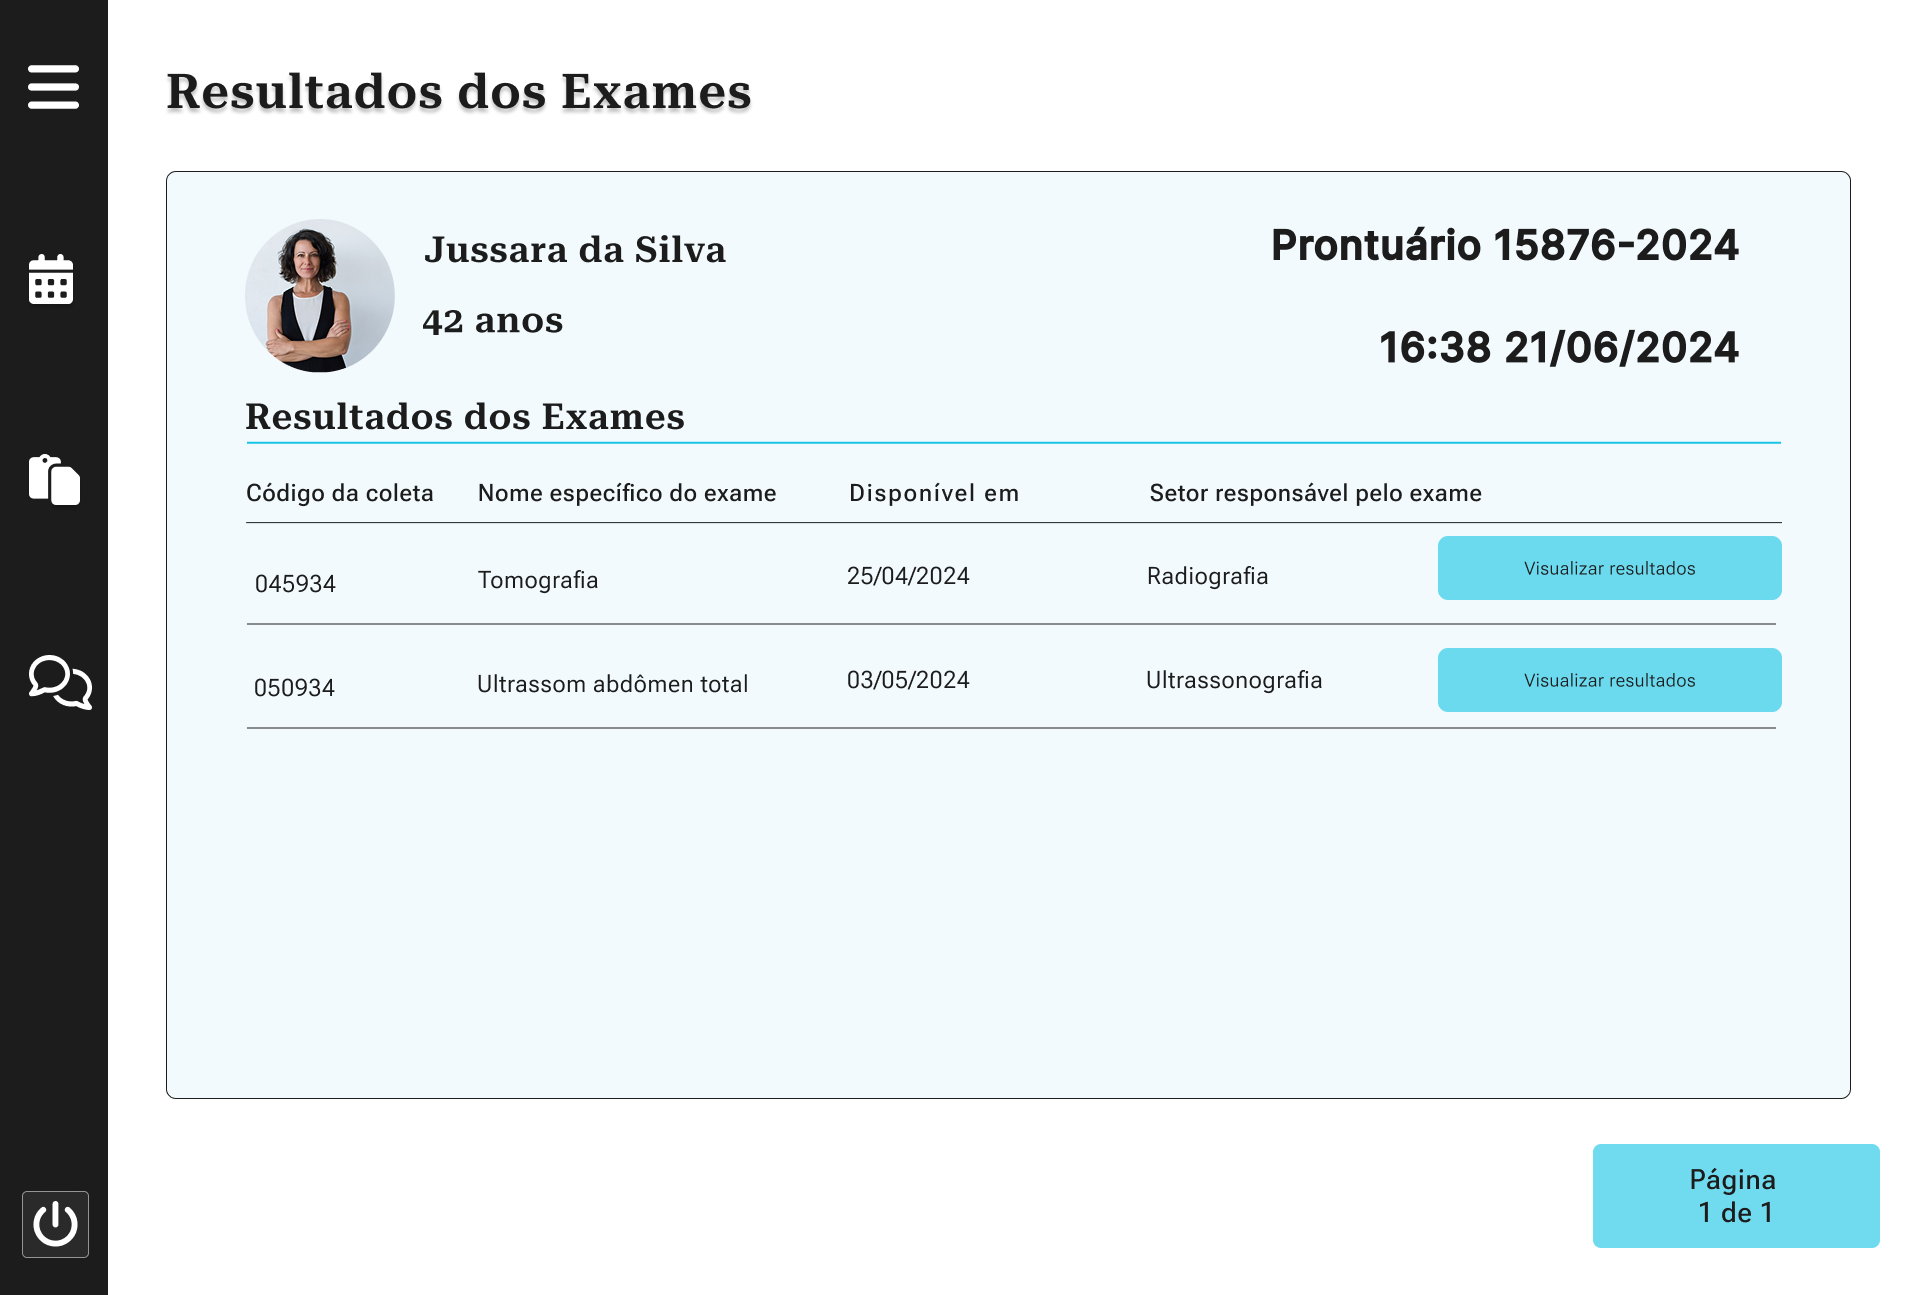 Resultados dos Exames
Jussara da Silva
42 anos
Prontuário 15876-2024
16:38 21/06/2024
Resultados dos Exames
Código da coleta Nome específico do exame Disponível em Setor responsável pelo exame
045934 Tomografia 25/04/2024 Radiografia Visualizar resultados
050934 Ultrassom abdômen total 03/05/2024 Ultrassonografia Visualizar resultados
Página
1 de 1